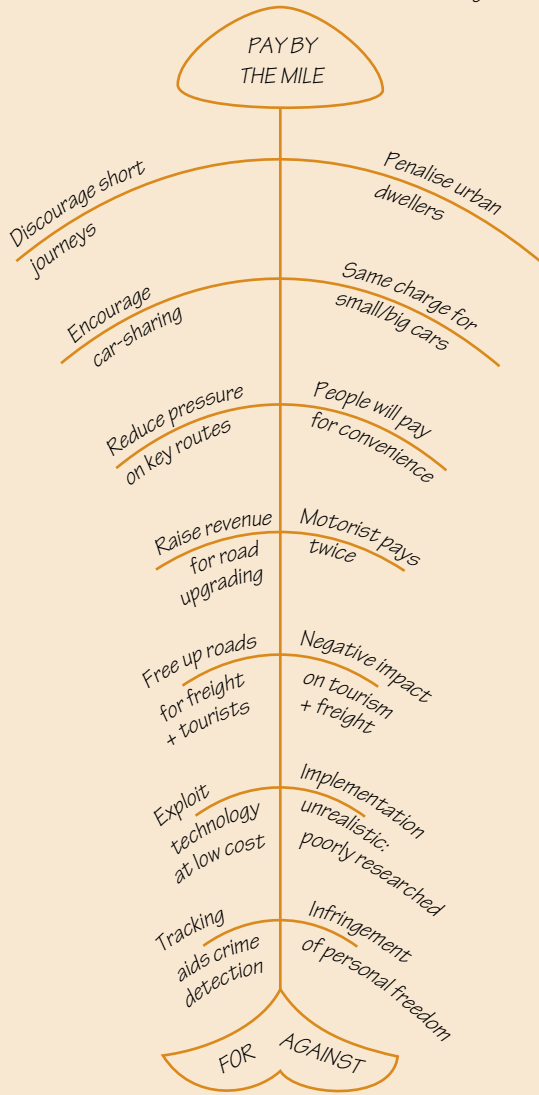 PAY BY
THE MILE
Discourage short
journeys
Penalise urban
dwellers
Encourage
car-sharing
Same charge for
small/big cars
Reduce pressure
on key routes
People will pay
for convenience
Raise revenue
for road
upgrading
Motorist pays
twice
Free up roads
for freight
+ tourists
Negative impact
on tourism
+ freight
Exploit
technology
at low cost
Implementation
unrealistic:
poorly researched
Tracking
aids crime
detection
Infringement
of personal freedom
FOR
AGAINST